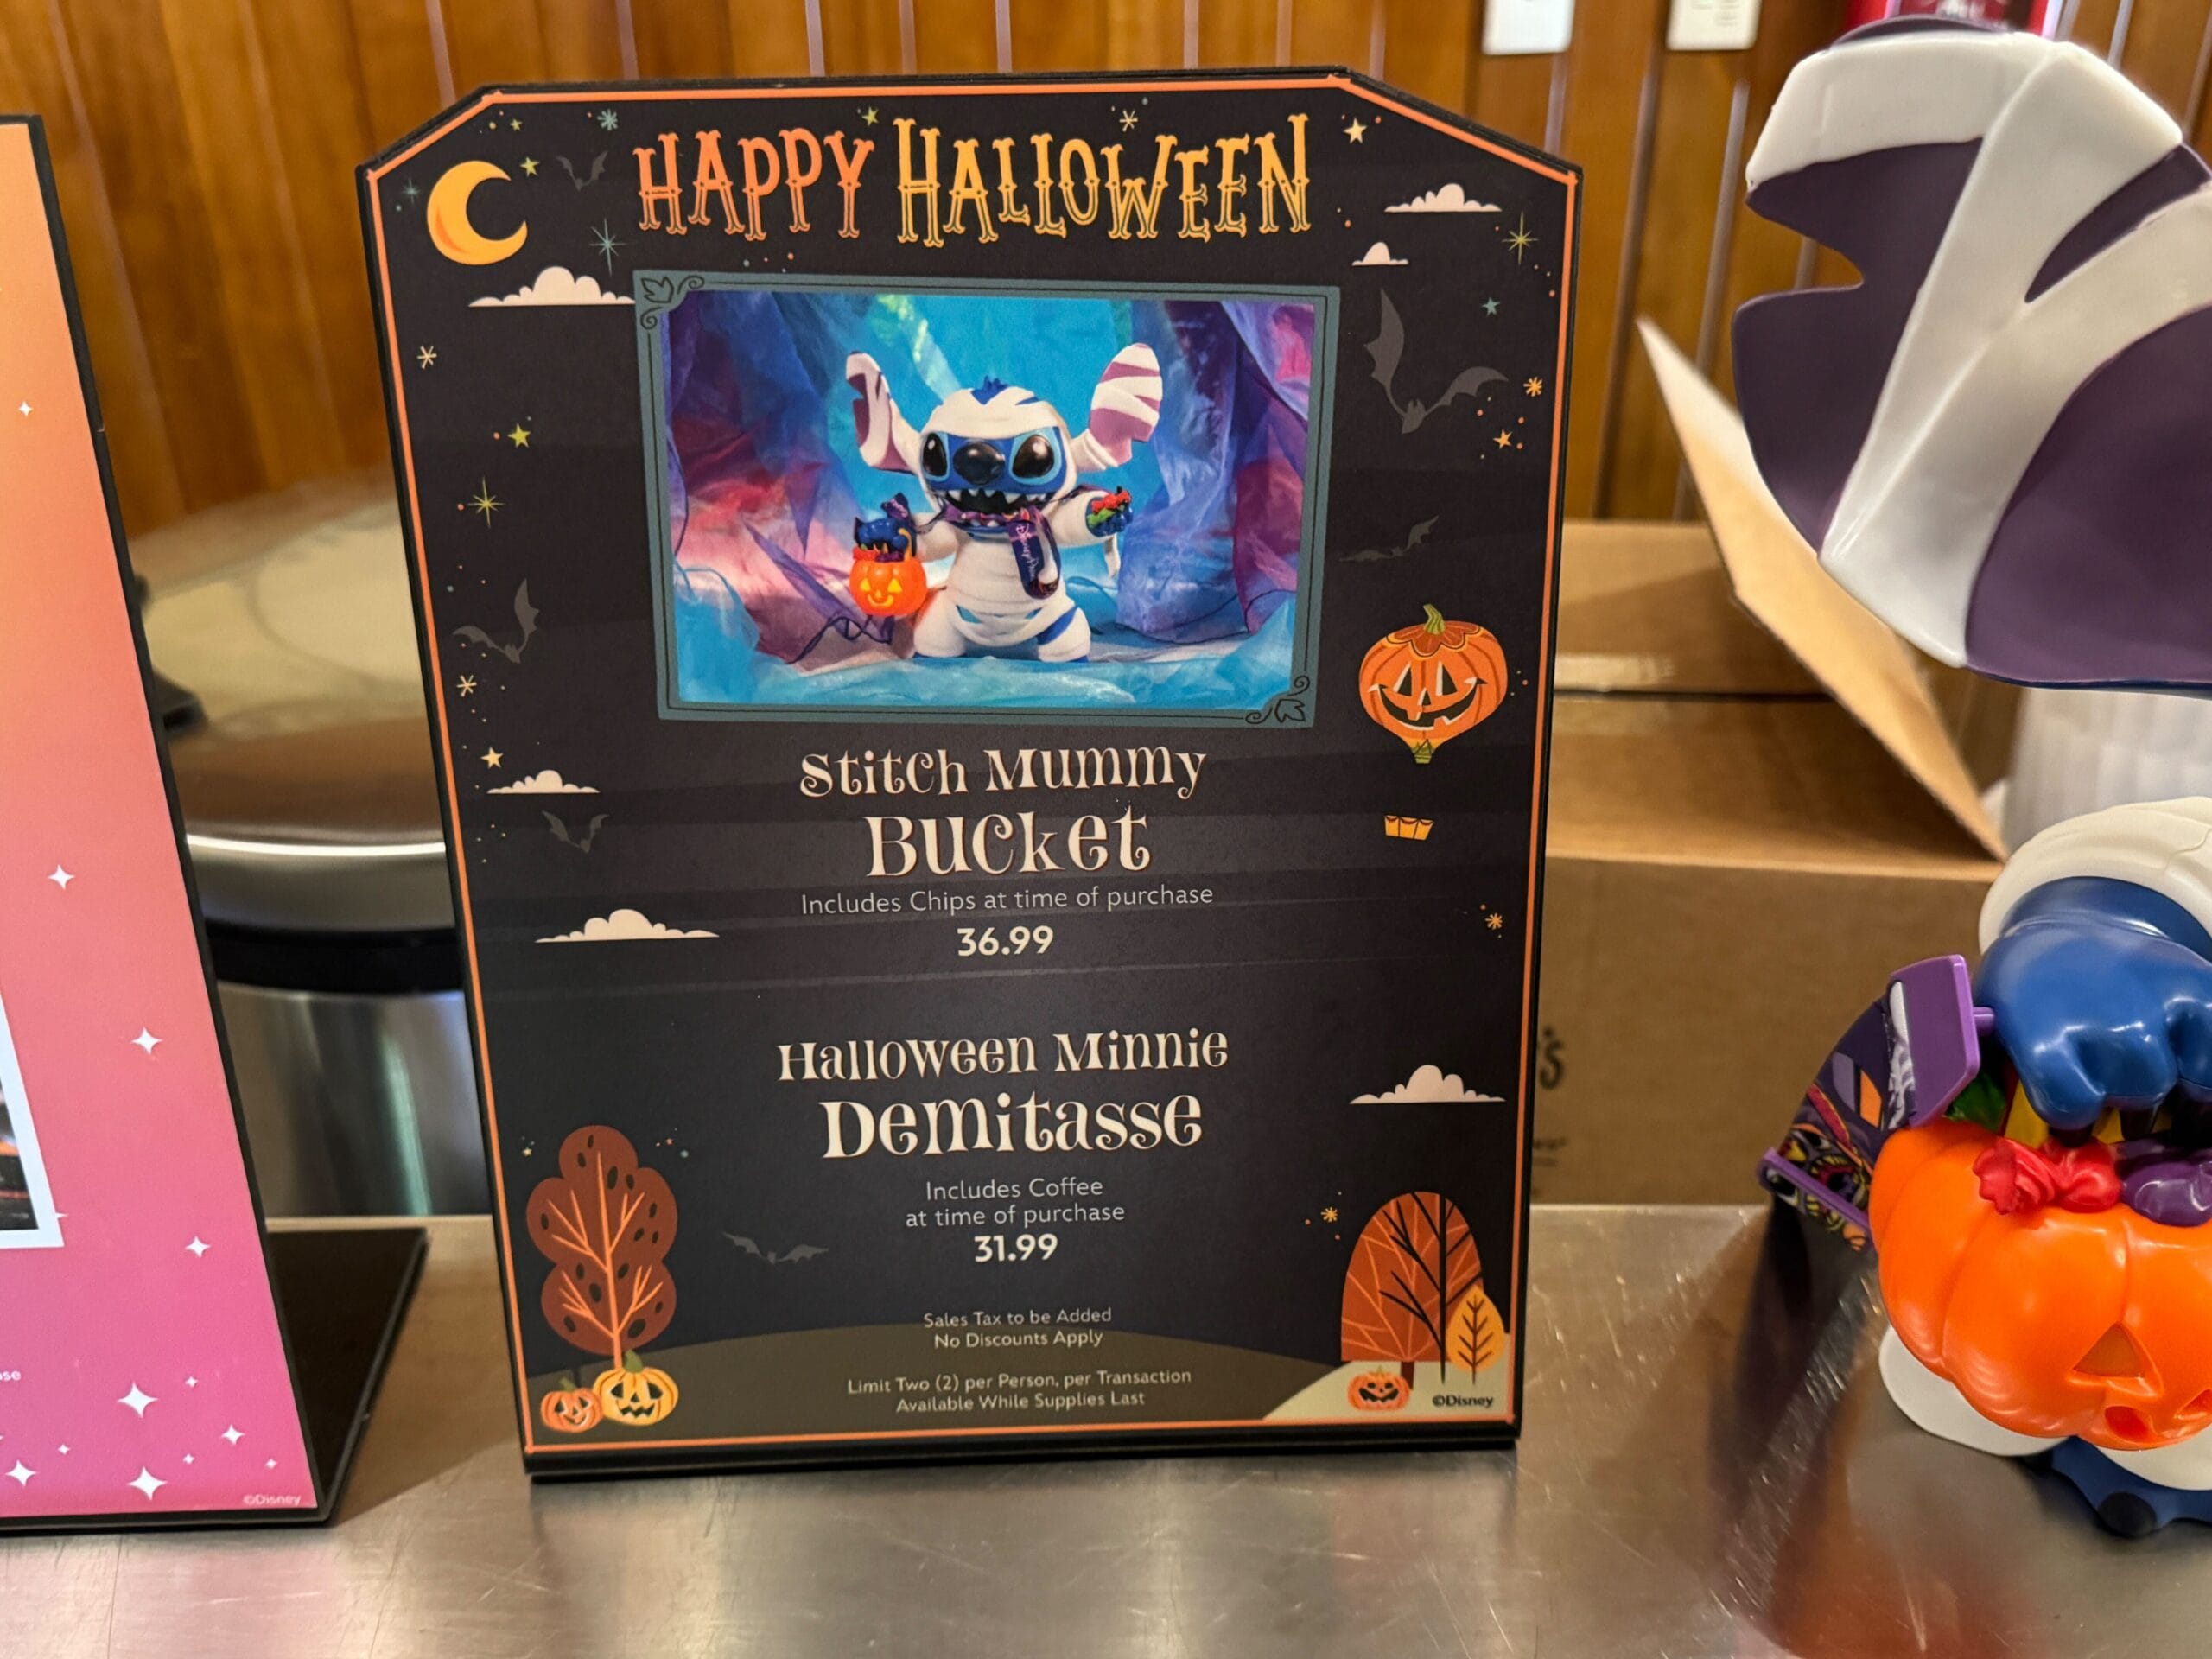 HAPPY HALLOWEEN
Stitch Mummy
Bucket
Includes Chips at time of purchase
36.99
Halloween Minnie
Demitasse
Includes Coffee
at time of purchase
31.99
Sales Tax to be Added
No Discounts Apply
Limit Two (2) per Person, per Transaction
Available While Supplies Last
©Disney
©Disney